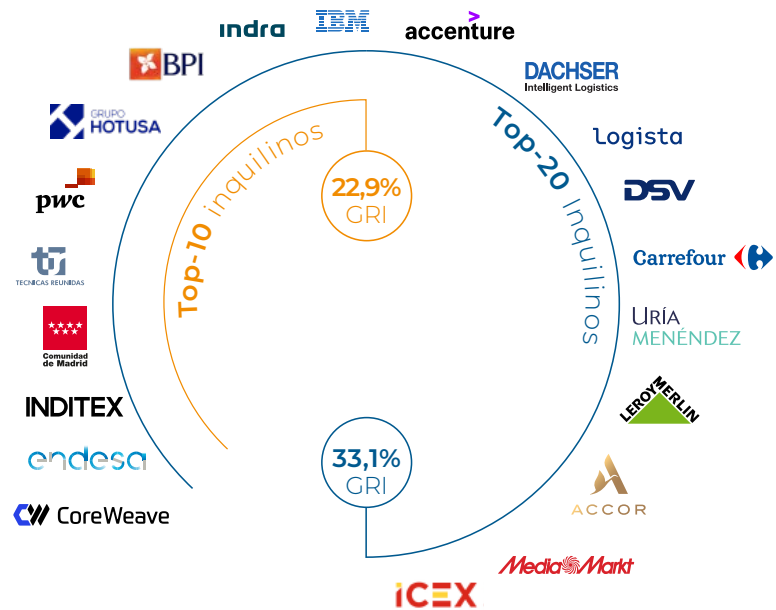 indra
IBM
accenture
BPI
DACHSER
Intelligent Logistics
GRUPO
HOTUSA
Top-10 inquilinos
Top-20 Inquilinos
logista
pwc
22,9%
GRI
DSV
TECNICAS REUNIDAS
Carrefour
Comunidad
de Madrid
URÍA
MENÉNDEZ
INDITEX
LEROY MERLIN
endesa
33,1%
GRI
CoreWeave
ACCOR
MediaMarkt
icex